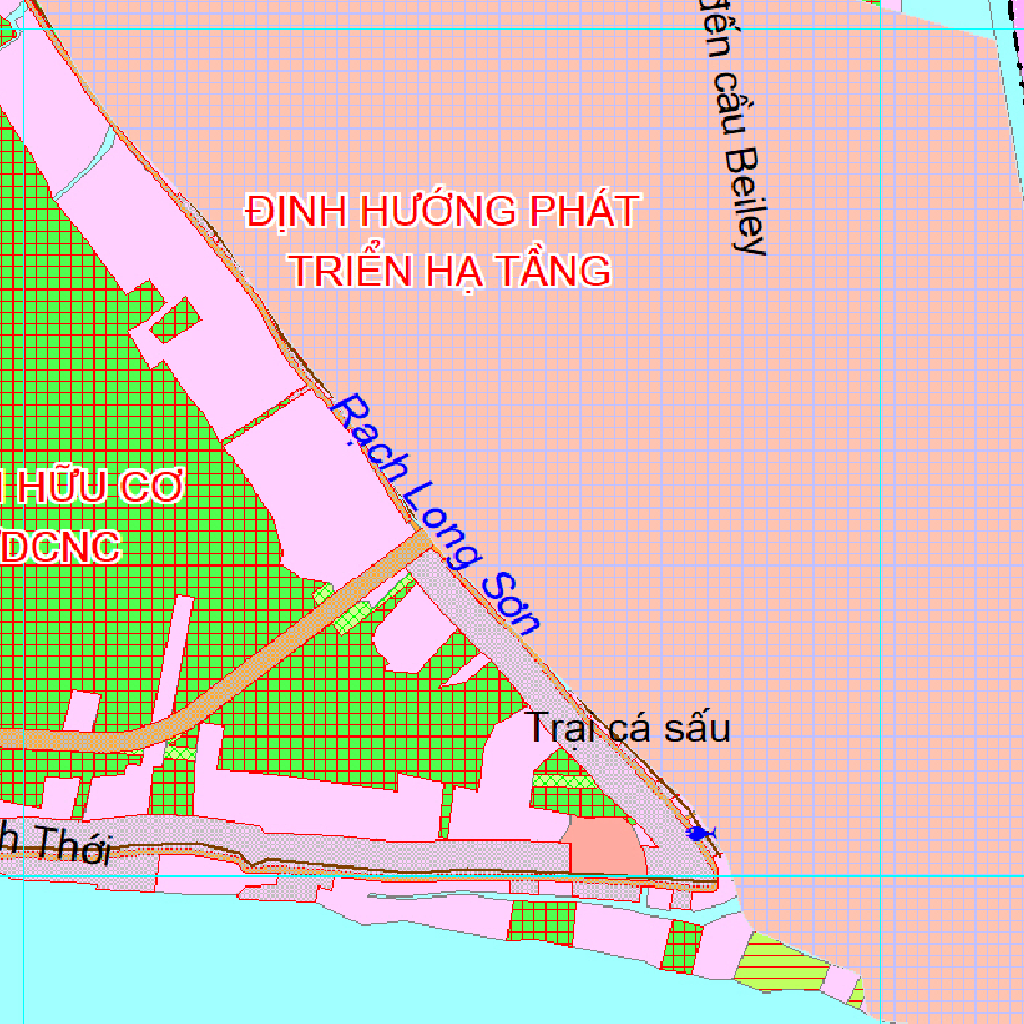 đến cầu Beiley
ĐỊNH HƯỚNG PHÁT
TRIỂN HẠ TẦNG
Rạch Long Sơn
HỮU CƠ
DCNC
Trại cá sấu
Thới